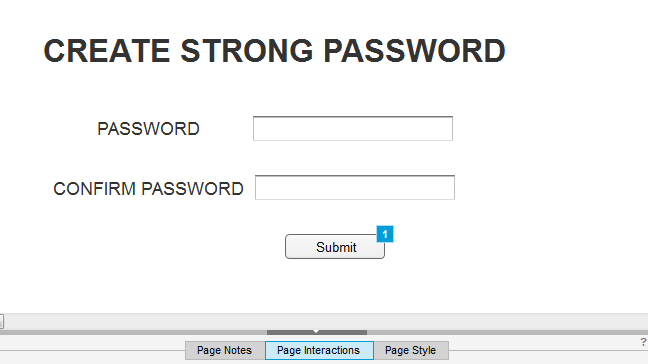 CREATE STRONG PASSWORD
PASSWORD
CONFIRM PASSWORD
1
Submit
?
Page Notes Page Interactions Page Style